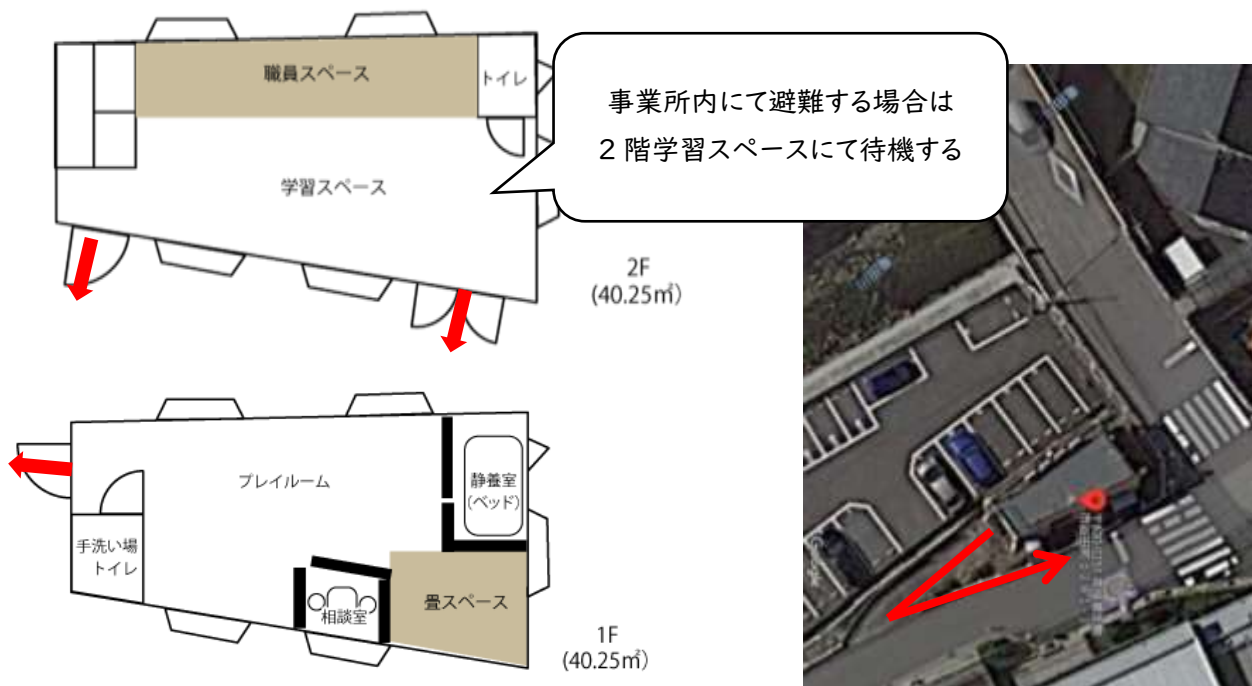 職員スペース
トイレ
学習スペース
2F
(40.25㎡)
事業所内にて避難する場合は
2階学習スペースにて待機する
プレイルーム
静養室
(ベッド)
手洗い場
トイレ
相談室
畳スペース
1F
(40.25㎡)